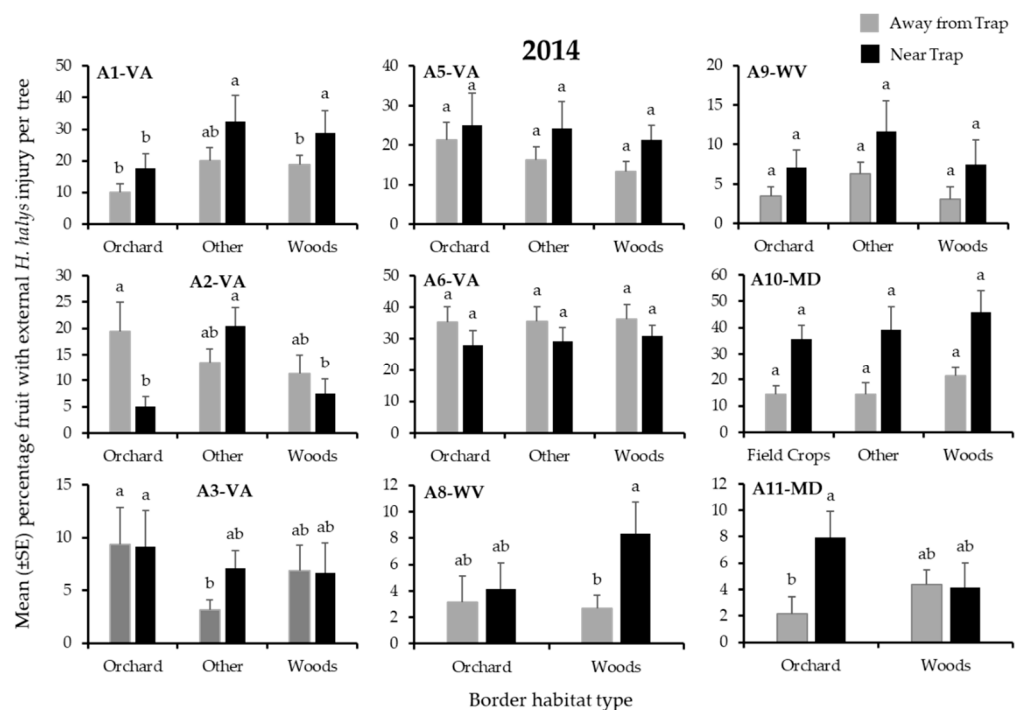 Away from Trap
Near Trap
2014
Mean (±SE) percentage fruit with external H. halys injury per tree
A1-VA
50
40
30
20
10
0
b b ab a b a
Orchard Other Woods
A5-VA
40
30
20
10
0
a a a a a a
Orchard Other Woods
A9-WV
20
15
10
5
0
a a a a a a
Orchard Other Woods
A2-VA
30
25
20
15
10
5
0
a b ab a ab b
Orchard Other Woods
A6-VA
50
40
30
20
10
0
a a a a a a
Orchard Other Woods
A10-MD
60
50
40
30
20
10
0
a a a a a a
Field Crops Other Woods
A3-VA
15
10
5
0
a a b ab ab ab
Orchard Other Woods
A8-WV
12
10
8
6
4
2
0
ab ab b a
Orchard Woods
A11-MD
12
10
8
6
4
2
0
b a ab ab
Orchard Woods
Border habitat type